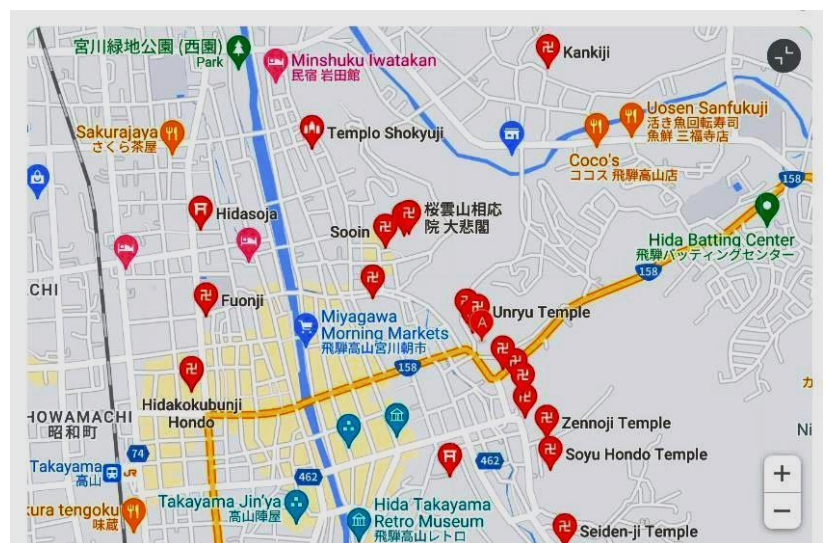 宮川緑地公園 (西園)
Park
Minshuku Iwatakan
民宿 岩田館
Kankiji
Sakurajaya
さくら茶屋
Templo Shokyuji
Uosen Sanfukuji
活き魚回転寿司
魚鮮 三福寺店
Coco's
ココス 飛騨高山店
158
Hidasoja
Sooin
桜雲山相応
院 大悲閣
Hida Batting Center
飛騨バッティングセンター
158
CHI
Fuonji
Unryu Temple
A
Miyagawa
Morning Markets
飛騨高山宮川朝市
158
Hidakokubunji
Hondo
カ
HOWAMACHI
昭和町
Zennoji Temple
Ni
74
Soyu Hondo Temple
462
Takayama
高山
JR
462
Takayama Jin'ya
高山陣屋
kura tengoku
味蔵
Hida Takayama
Retro Museum
飛騨高山レトロ
Seiden-ji Temple
+
−